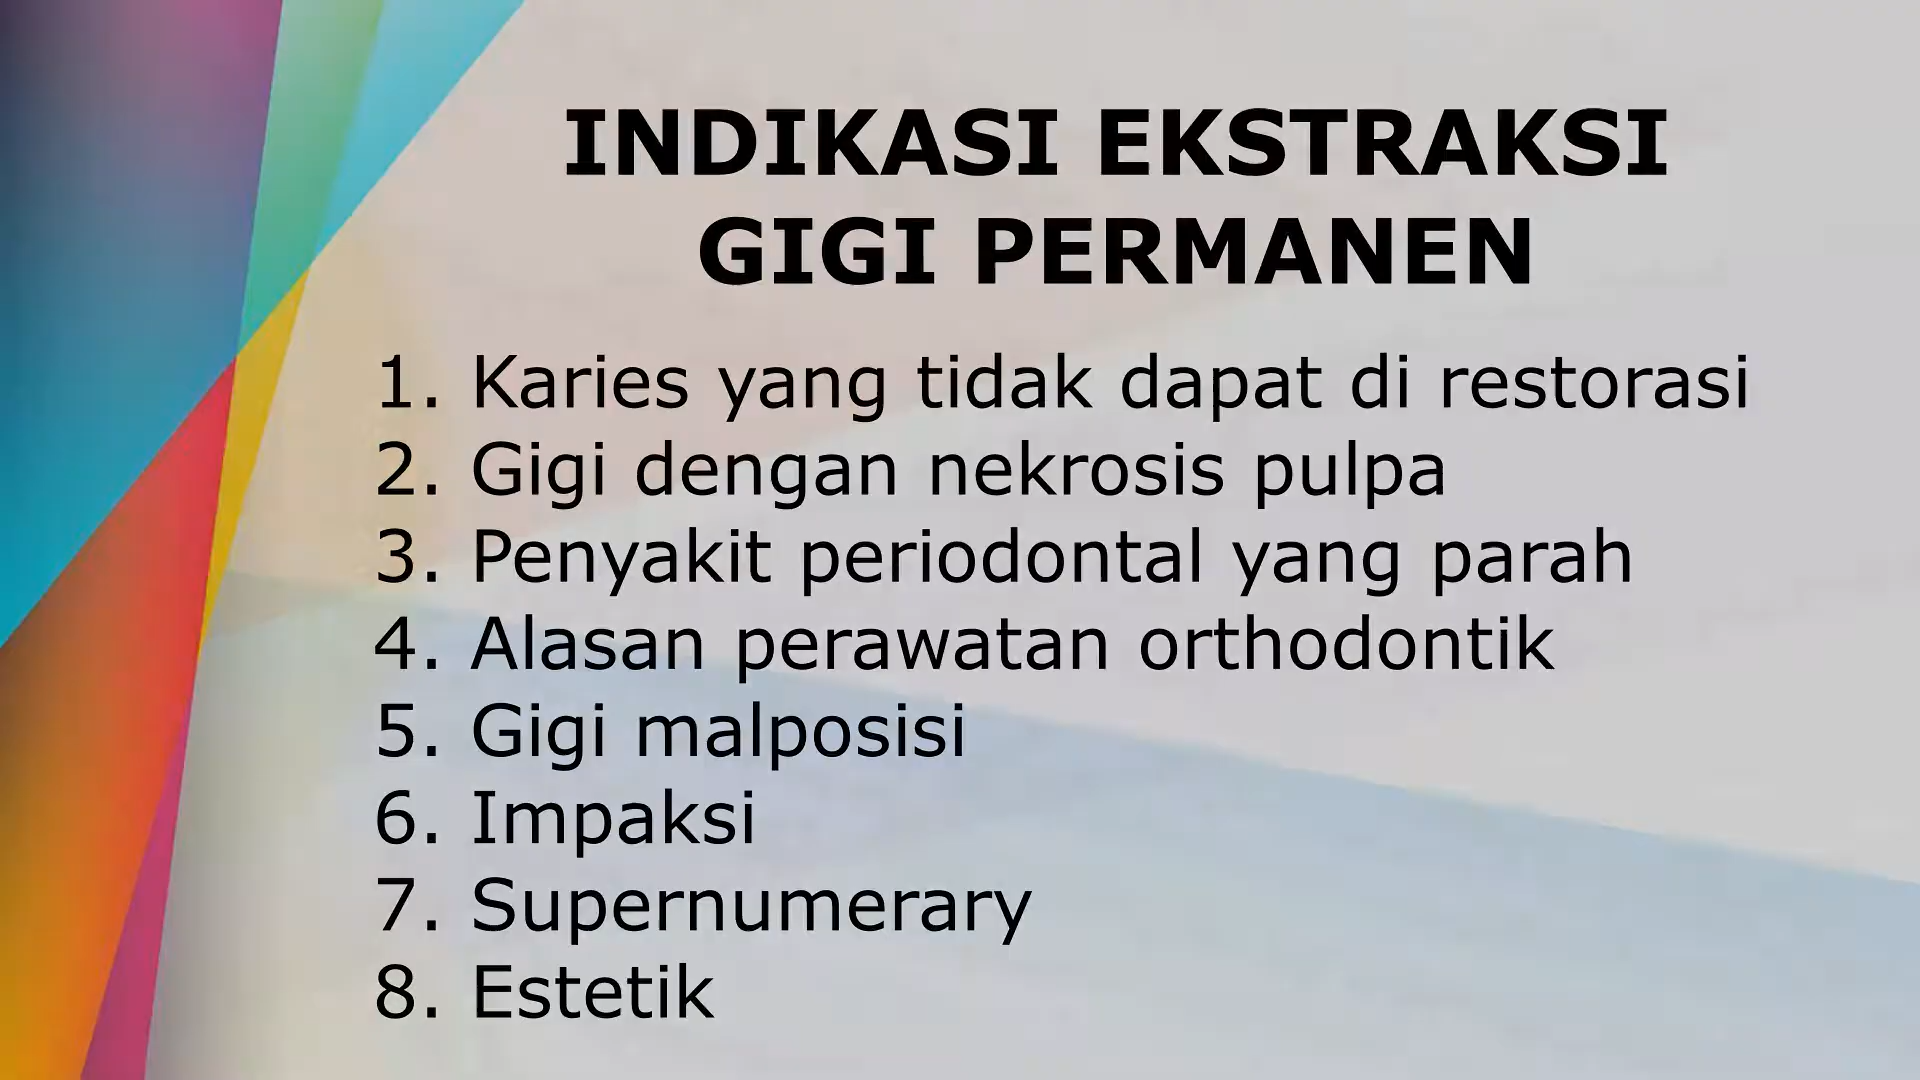 INDIKASI EKSTRAKSI
GIGI PERMANEN
1. Karies yang tidak dapat di restorasi
2. Gigi dengan nekrosis pulpa
3. Penyakit periodontal yang parah
4. Alasan perawatan orthodontik
5. Gigi malposisi
6. Impaksi
7. Supernumerary
8. Estetik